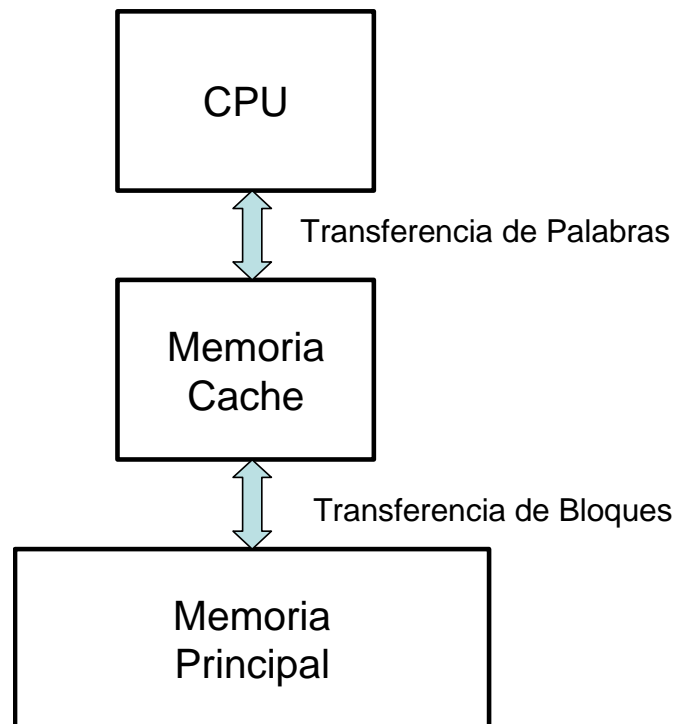 CPU
Transferencia de Palabras
Memoria
Cache
Transferencia de Bloques
Memoria
Principal